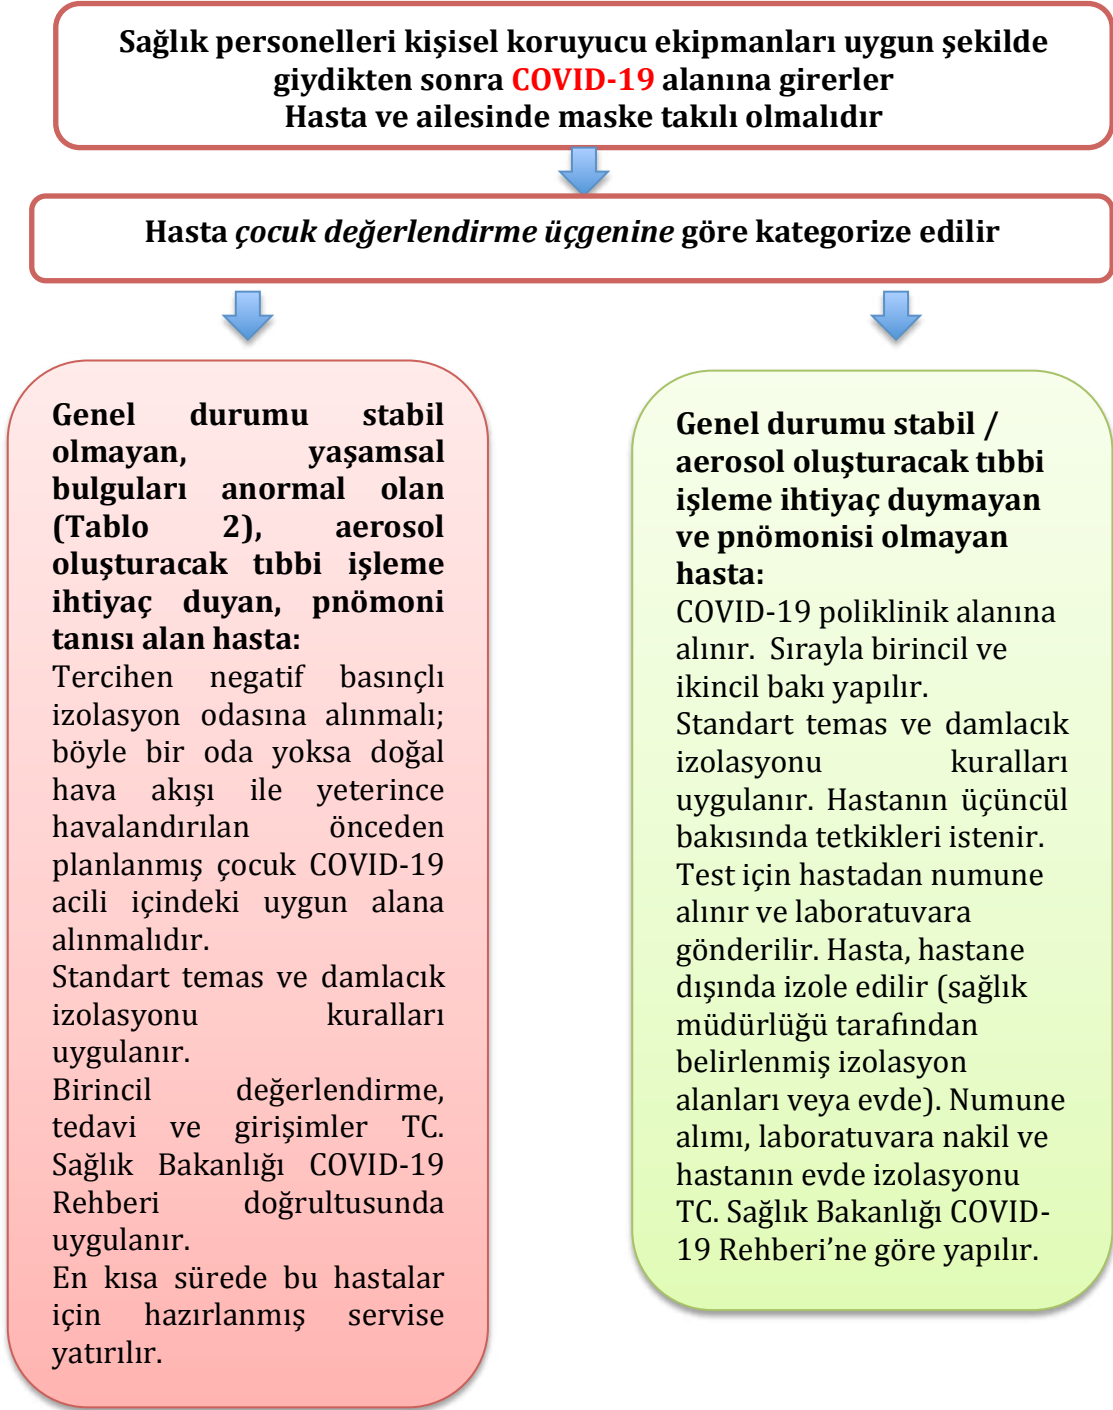 Sağlık personelleri kişisel koruyucu ekipmanları uygun şekilde
giydikten sonra COVID-19 alanına girerler
Hasta ve ailesinde maske takılı olmalıdır
Hasta çocuk değerlendirme üçgenine göre kategorize edilir
Genel durumu stabil
olmayan, yaşamsal
bulguları anormal olan
(Tablo 2), aerosol
oluşturacak tıbbi işleme
ihtiyaç duyan, pnömoni
tanısı alan hasta:
Tercihen negatif basınçlı
izolasyon odasına alınmalı;
böyle bir oda yoksa doğal
hava akışı ile yeterince
havalandırılan önceden
planlanmış çocuk COVID-19
acili içindeki uygun alana
alınmalıdır.
Standart temas ve damlacık
izolasyonu kuralları
uygulanır.
Birincil değerlendirme,
tedavi ve girişimler TC.
Sağlık Bakanlığı COVID-19
Rehberi doğrultusunda
uygulanır.
En kısa sürede bu hastalar
için hazırlanmış servise
yatırılır.
Genel durumu stabil /
aerosol oluşturacak tıbbi
işleme ihtiyaç duymayan
ve pnömonisi olmayan
hasta:
COVID-19 poliklinik alanına
alınır. Sırayla birincil ve
ikincil bakı yapılır.
Standart temas ve damlacık
izolasyonu kuralları
uygulanır. Hastanın üçüncül
bakısında tetkikleri istenir.
Test için hastadan numune
alınır ve laboratuvara
gönderilir. Hasta, hastane
dışında izole edilir (sağlık
müdürlüğü tarafından
belirlenmiş izolasyon
alanları veya evde). Numune
alımı, laboratuvara nakil ve
hastanın evde izolasyonu
TC. Sağlık Bakanlığı COVID-
19 Rehberi’ne göre yapılır.